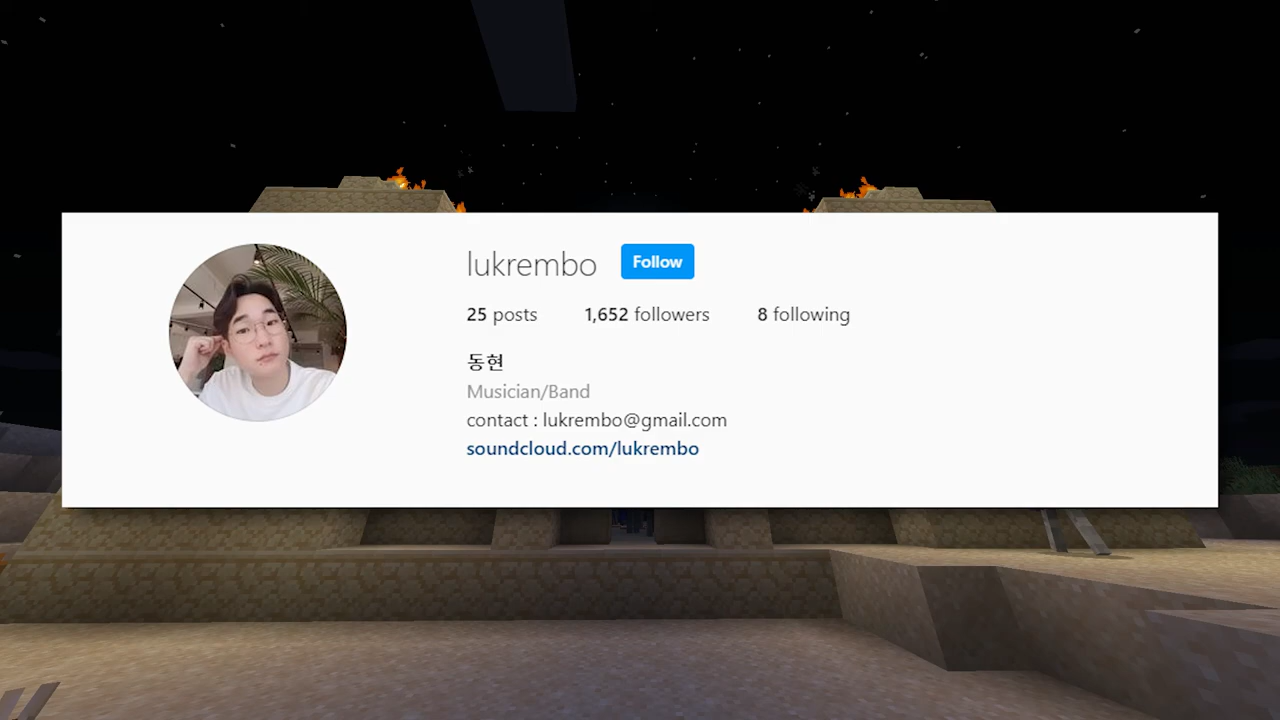 lukrembo Follow
25 posts 1,652 followers 8 following
동현
Musician/Band
contact : lukrembo@gmail.com
soundcloud.com/lukrembo